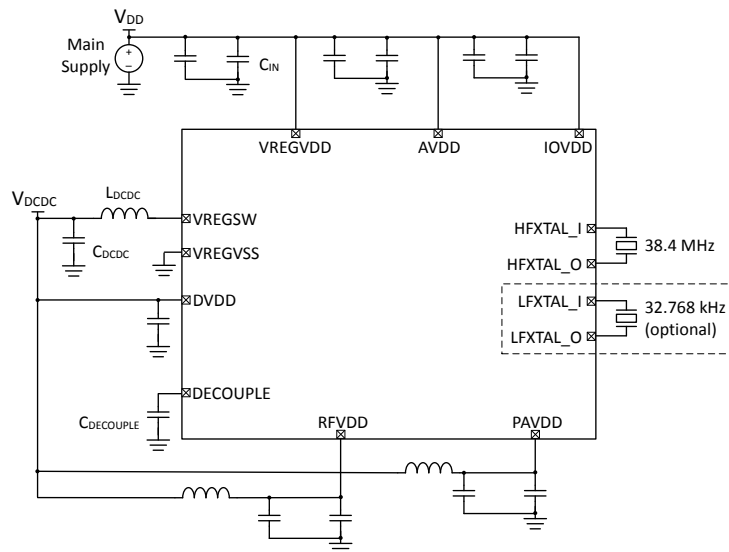 VDD
Main
Supply
+
−
CIN
VREGVDD
AVDD
IOVDD
VDCDC
LDCDC
CDCDC
VREGSW
VREGVSS
DVDD
DECOUPLE
CDECOUPLE
RFVDD
PAVDD
HFXTAL_I
HFXTAL_O
38.4 MHz
LFXTAL_I
LFXTAL_O
32.768 kHz
(optional)